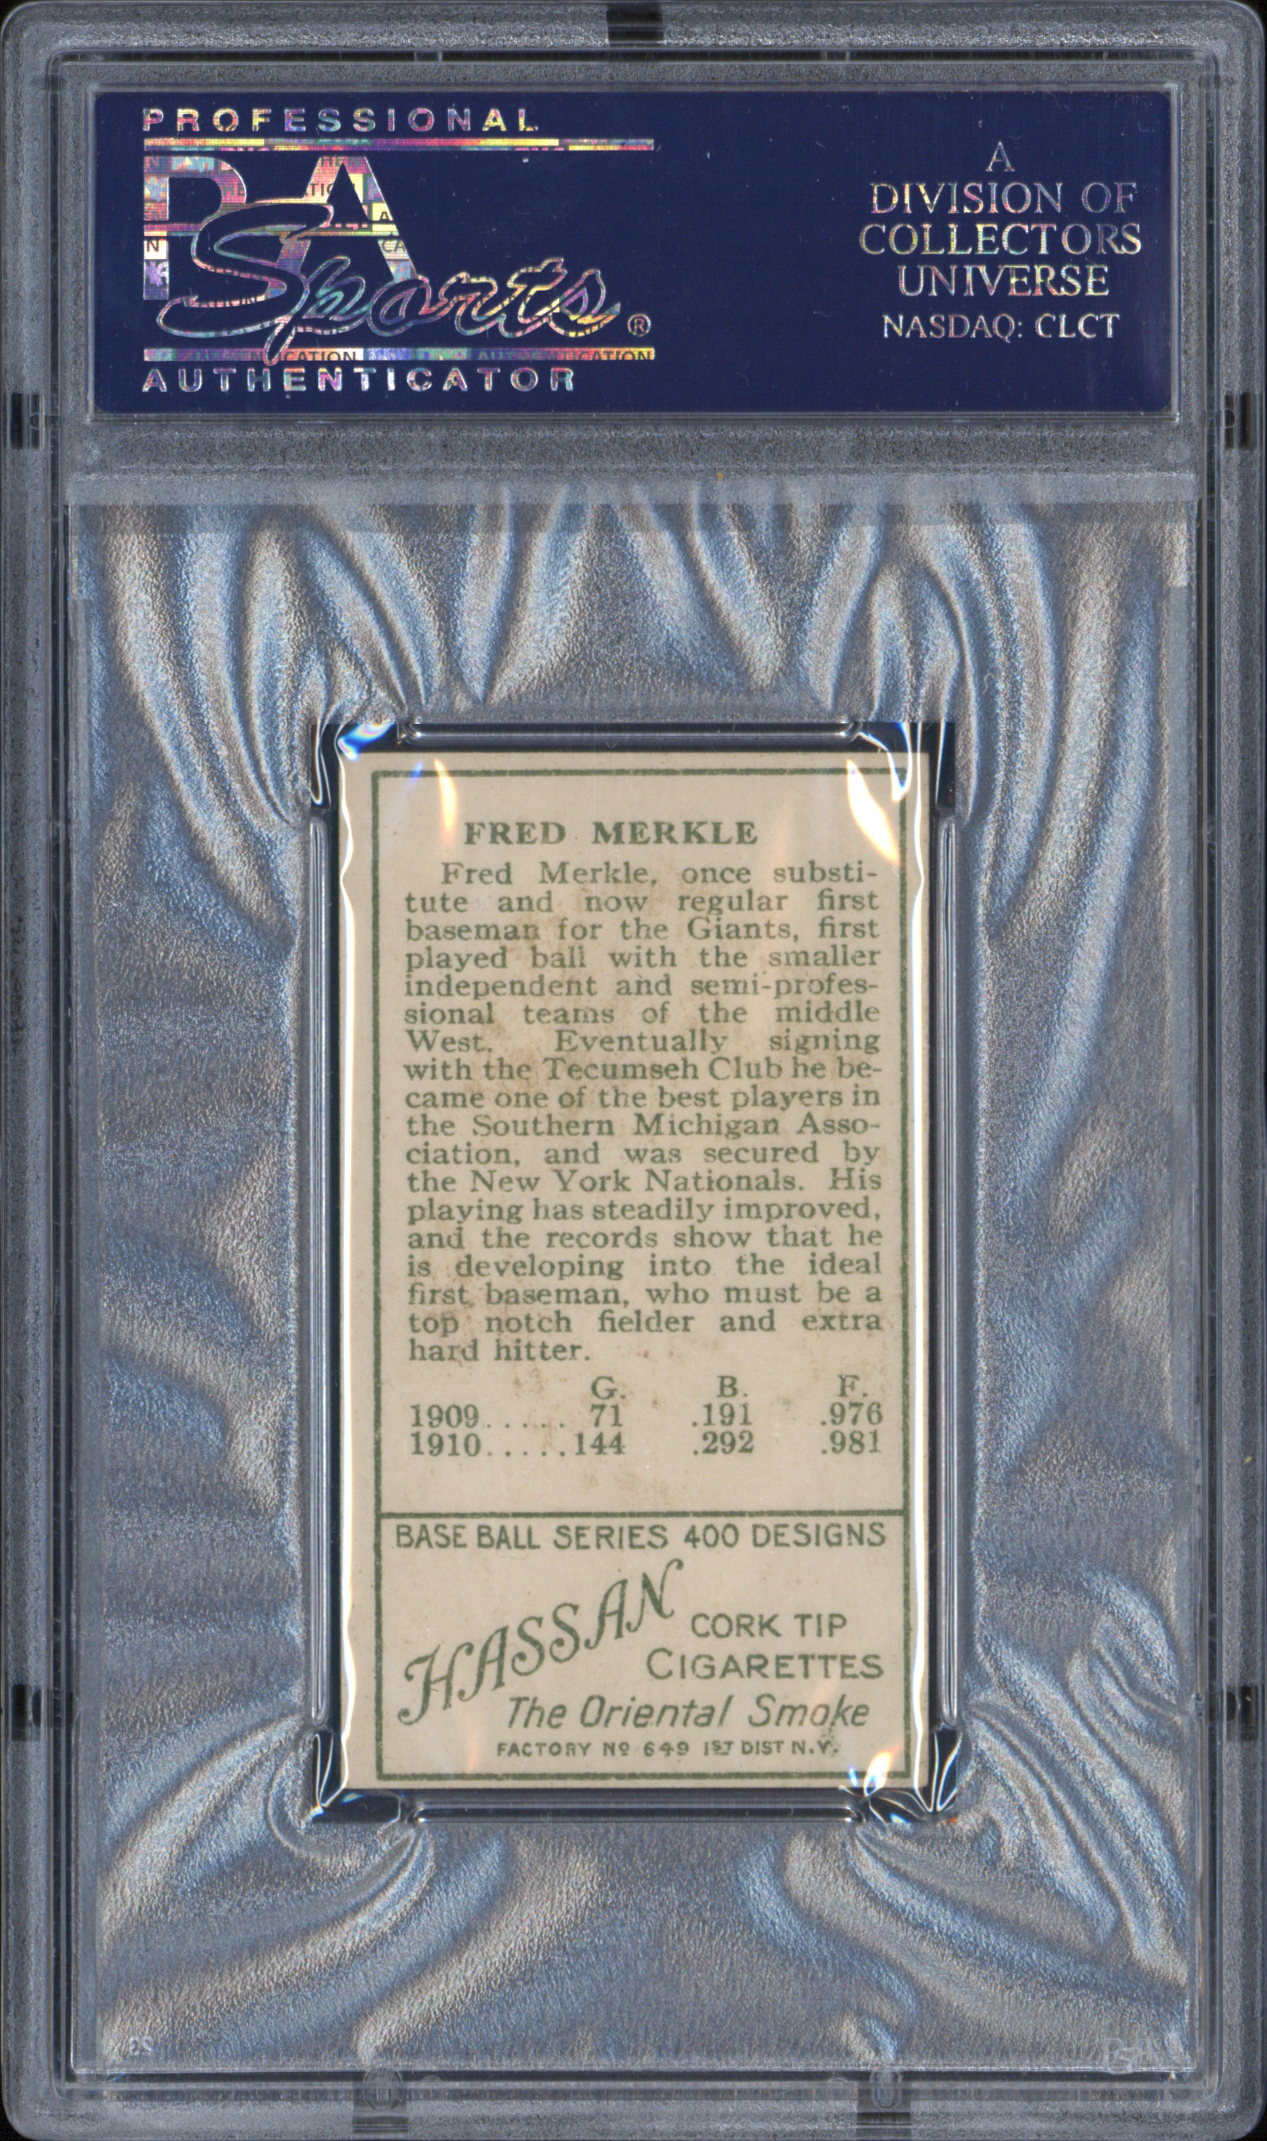 PROFESSIONAL
PSA
Sports®
AUTHENTICATOR
A
DIVISION OF
COLLECTORS
UNIVERSE
NASDAQ: CLCT
FRED MERKLE
Fred Merkle, once substi-
tute and now regular first
baseman for the Giants, first
played ball with the smaller
independent and semi-profes-
sional teams of the middle
West. Eventually signing
with the Tecumseh Club he be-
came one of the best players in
the Southern Michigan Asso-
ciation, and was secured by
the New York Nationals. His
playing has steadily improved,
and the records show that he
is developing into the ideal
first baseman, who must be a
top notch fielder and extra
hard hitter.
G. B. F.
1909...... 71 .191 .976
1910.....144 .292 .981
BASE BALL SERIES 400 DESIGNS
HASSAN CORK TIP
CIGARETTES
The Oriental Smoke
FACTORY Nº 649 1ST DIST N.Y.